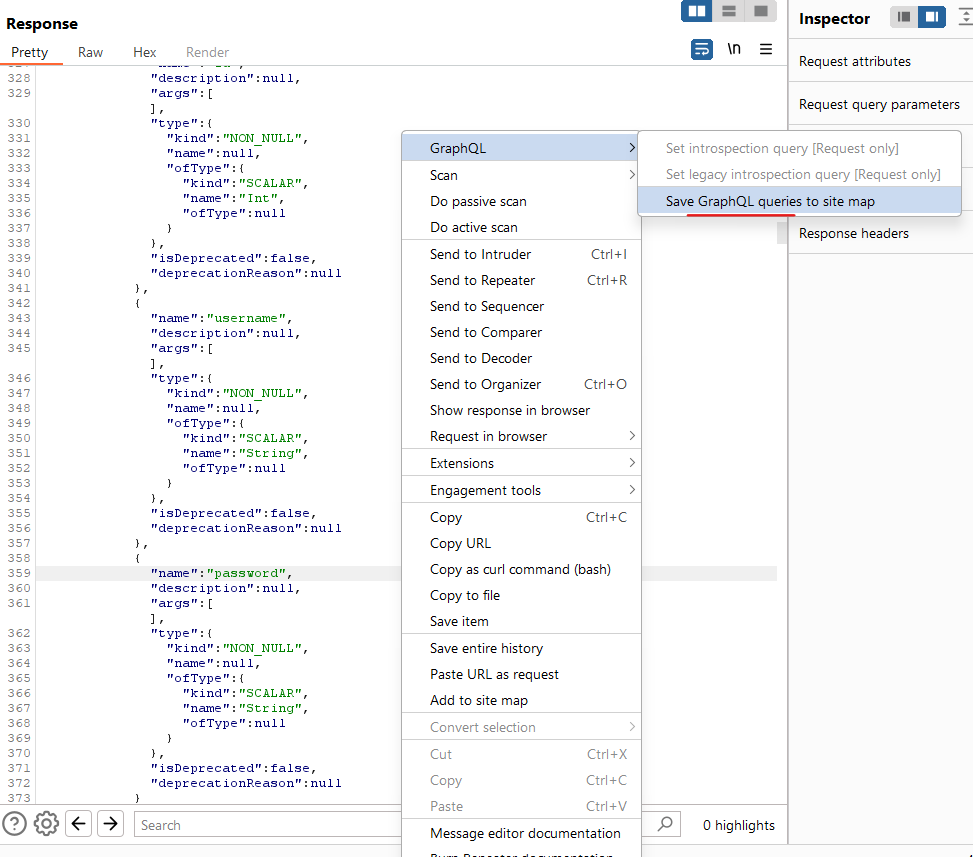 Response
Pretty Raw Hex Render
\n
328 "description":null,
329 "args":[
],
330 "type":{
331 "kind":"NON_NULL",
332 "name":null,
333 "ofType":{
334 "kind":"SCALAR",
335 "name":"Int",
336 "ofType":null
337 }
338 },
339 "isDeprecated":false,
340 "deprecationReason":null
341 },
342 {
343 "name":"username",
344 "description":null,
345 "args":[
],
346 "type":{
347 "kind":"NON_NULL",
348 "name":null,
349 "ofType":{
350 "kind":"SCALAR",
351 "name":"String",
352 "ofType":null
353 }
354 },
355 "isDeprecated":false,
356 "deprecationReason":null
357 },
358 {
359 "name":"password",
360 "description":null,
361 "args":[
],
362 "type":{
363 "kind":"NON_NULL",
364 "name":null,
365 "ofType":{
366 "kind":"SCALAR",
367 "name":"String",
368 "ofType":null
369 }
370 },
371 "isDeprecated":false,
372 "deprecationReason":null
373 }
GraphQL
Scan
Do passive scan
Do active scan
Send to Intruder Ctrl+I
Send to Repeater Ctrl+R
Send to Sequencer
Send to Comparer
Send to Decoder
Send to Organizer Ctrl+O
Show response in browser
Request in browser
Extensions
Engagement tools
Copy Ctrl+C
Copy URL
Copy as curl command (bash)
Copy to file
Save item
Save entire history
Paste URL as request
Add to site map
Convert selection
Cut Ctrl+X
Copy Ctrl+C
Paste Ctrl+V
Message editor documentation
Burp Repeater documentation
Set introspection query [Request only]
Set legacy introspection query [Request only]
Save GraphQL queries to site map
Inspector
Request attributes
Request query parameters
Response headers
Search
0 highlights